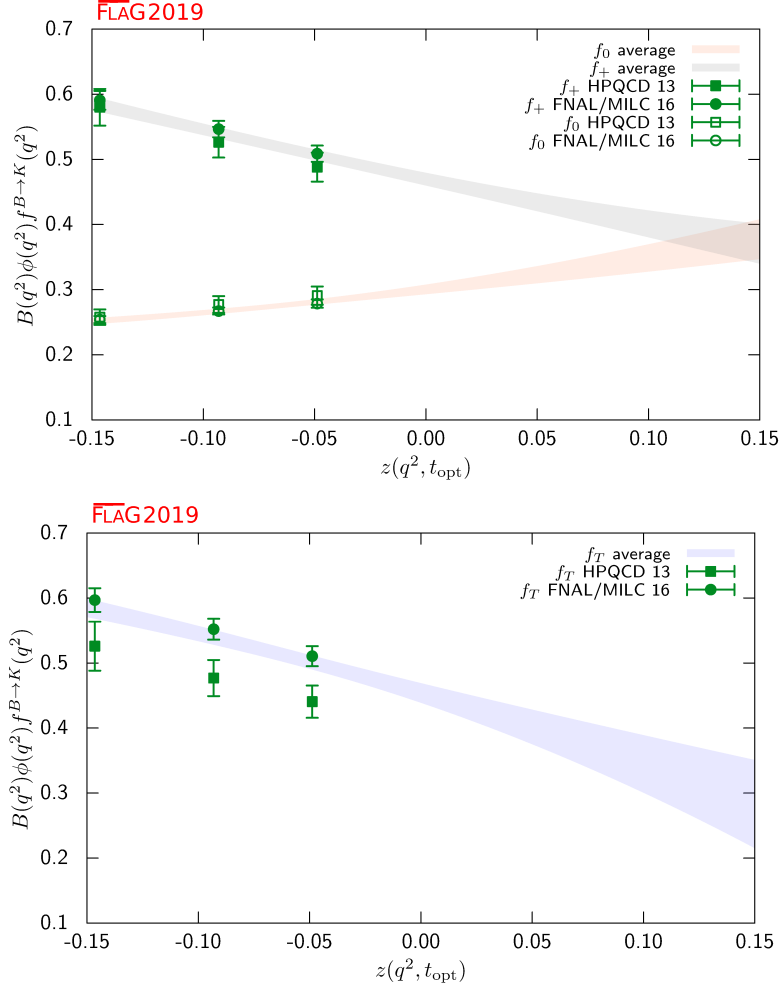 FLAG2019
0.7
0.6
0.5
0.4
0.3
0.2
0.1
B(q²)ϕ(q²)f^{B→K}(q²)
f₀ average
f₊ average
f₊ HPQCD 13
f₊ FNAL/MILC 16
f₀ HPQCD 13
f₀ FNAL/MILC 16
-0.15 -0.10 -0.05 0.00 0.05 0.10 0.15
z(q², t_opt)
FLAG2019
0.7
0.6
0.5
0.4
0.3
0.2
0.1
B(q²)ϕ(q²)f^{B→K}(q²)
f_T average
f_T HPQCD 13
f_T FNAL/MILC 16
-0.15 -0.10 -0.05 0.00 0.05 0.10 0.15
z(q², t_opt)